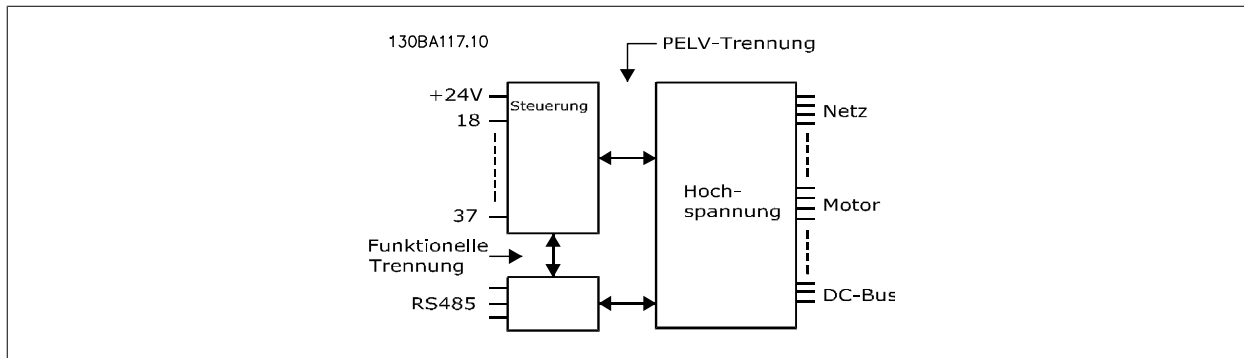 130BA117.10
PELV-Trennung
+24V
Steuerung
18
37
Funktionelle
Trennung
RS485
Hoch-
spannung
Netz
Motor
DC-Bus